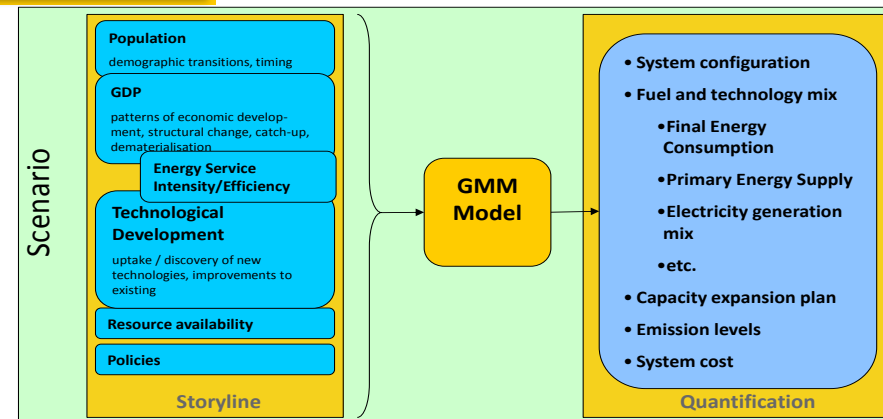 Scenario
Population
demographic transitions, timing
GDP
patterns of economic develop-
ment, structural change, catch-up,
dematerialisation
Energy Service
Intensity/Efficiency
Technological
Development
uptake / discovery of new
technologies, improvements to
existing
Resource availability
Policies
Storyline
GMM
Model
• System configuration
• Fuel and technology mix
•Final Energy
Consumption
•Primary Energy Supply
•Electricity generation
mix
•etc.
• Capacity expansion plan
• Emission levels
• System cost
Quantification